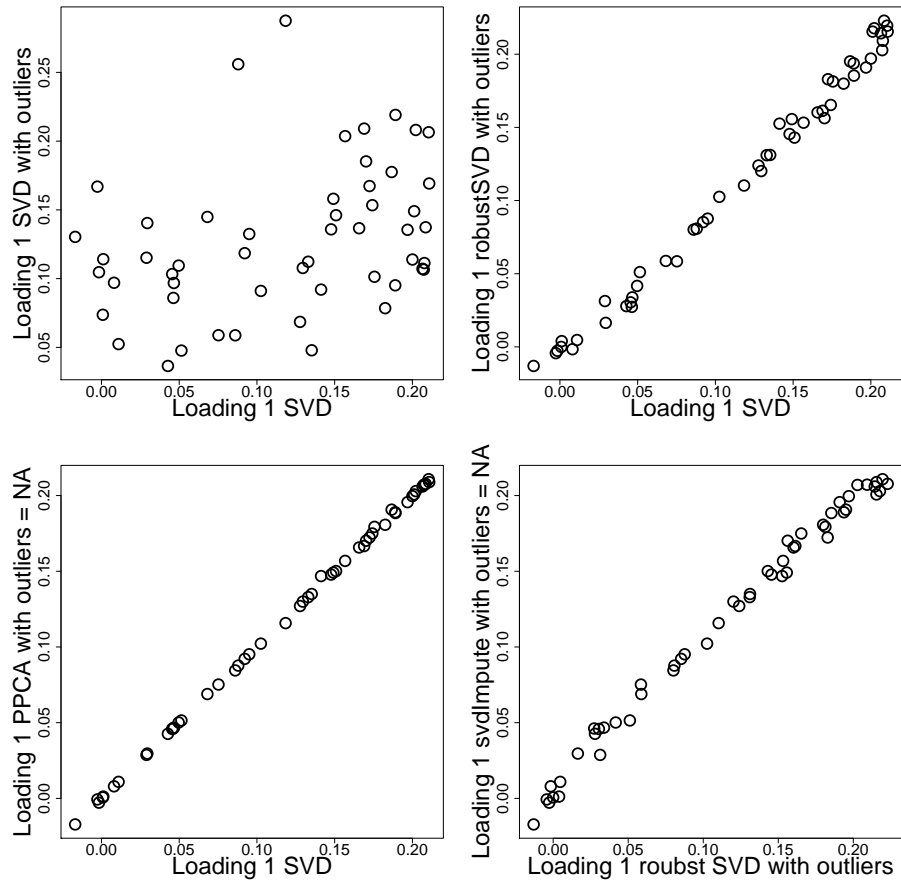 Loading 1 SVD with outliers
0.05 0.10 0.15 0.20 0.25
0.00 0.05 0.10 0.15 0.20
Loading 1 SVD
Loading 1 robustSVD with outliers
0.00 0.05 0.10 0.15 0.20
0.00 0.05 0.10 0.15 0.20
Loading 1 SVD
Loading 1 PPCA with outliers = NA
0.00 0.05 0.10 0.15 0.20
0.00 0.05 0.10 0.15 0.20
Loading 1 SVD
Loading 1 svdImpute with outliers = NA
0.00 0.05 0.10 0.15 0.20
0.00 0.05 0.10 0.15 0.20
Loading 1 roubst SVD with outliers